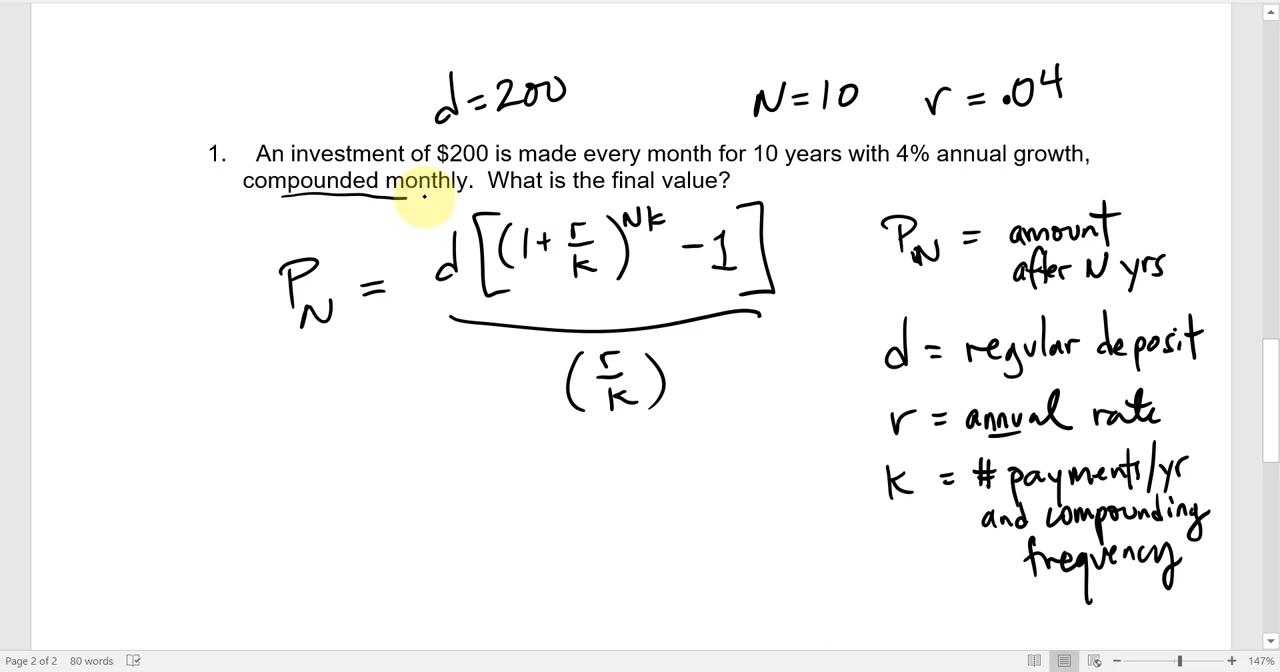 d = 200 N = 10 r = .04
1. An investment of $200 is made every month for 10 years with 4% annual growth,
compounded monthly. What is the final value?
P_N = d[(1 + r/k)^{Nk} - 1] / (r/k)
P_N = amount
after N yrs
d = regular deposit
r = annual rate
k = # payments/yr
and compounding
frequency
Page 2 of 2 80 words 147%